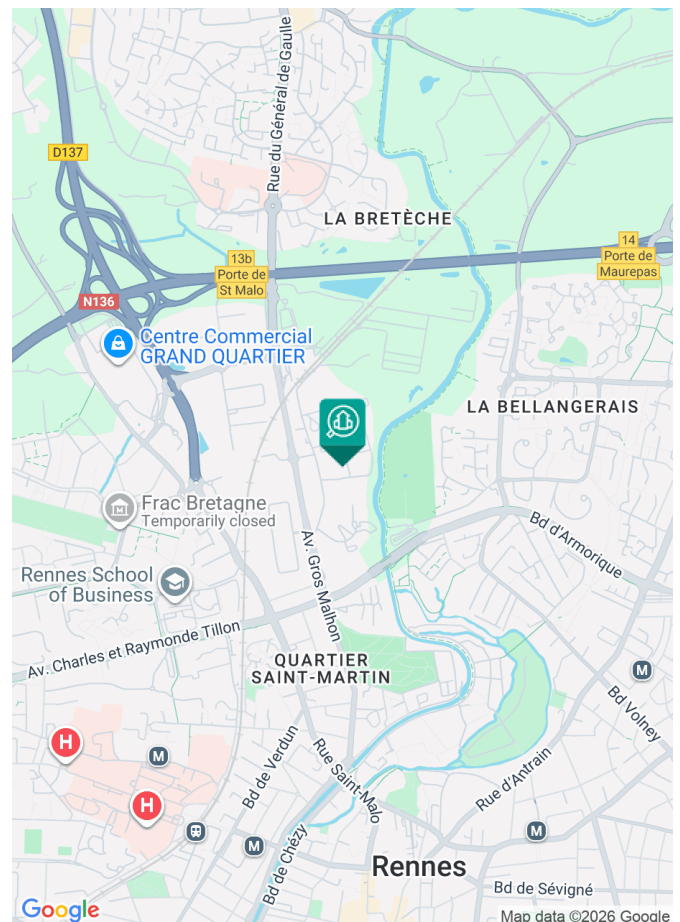 Rue du Général de Gaulle
D137
LA BRETÈCHE
14
Porte de
Maurepas
13b
Porte de
St Malo
N136
Centre Commercial
GRAND QUARTIER
LA BELLANGERAIS
Frac Bretagne
Temporarily closed
Bd d'Armorique
Rennes School
of Business
Av. Gros Malhon
Av. Charles et Raymonde Tillon
QUARTIER
SAINT-MARTIN
M
Bd Volney
H
M
Bd de Verdun
Rue Saint-Malo
Rue d'Antrain
H
M
M
Bd de Chézy
Rennes
Bd de Sévigné
Google
Map data ©2026 Google